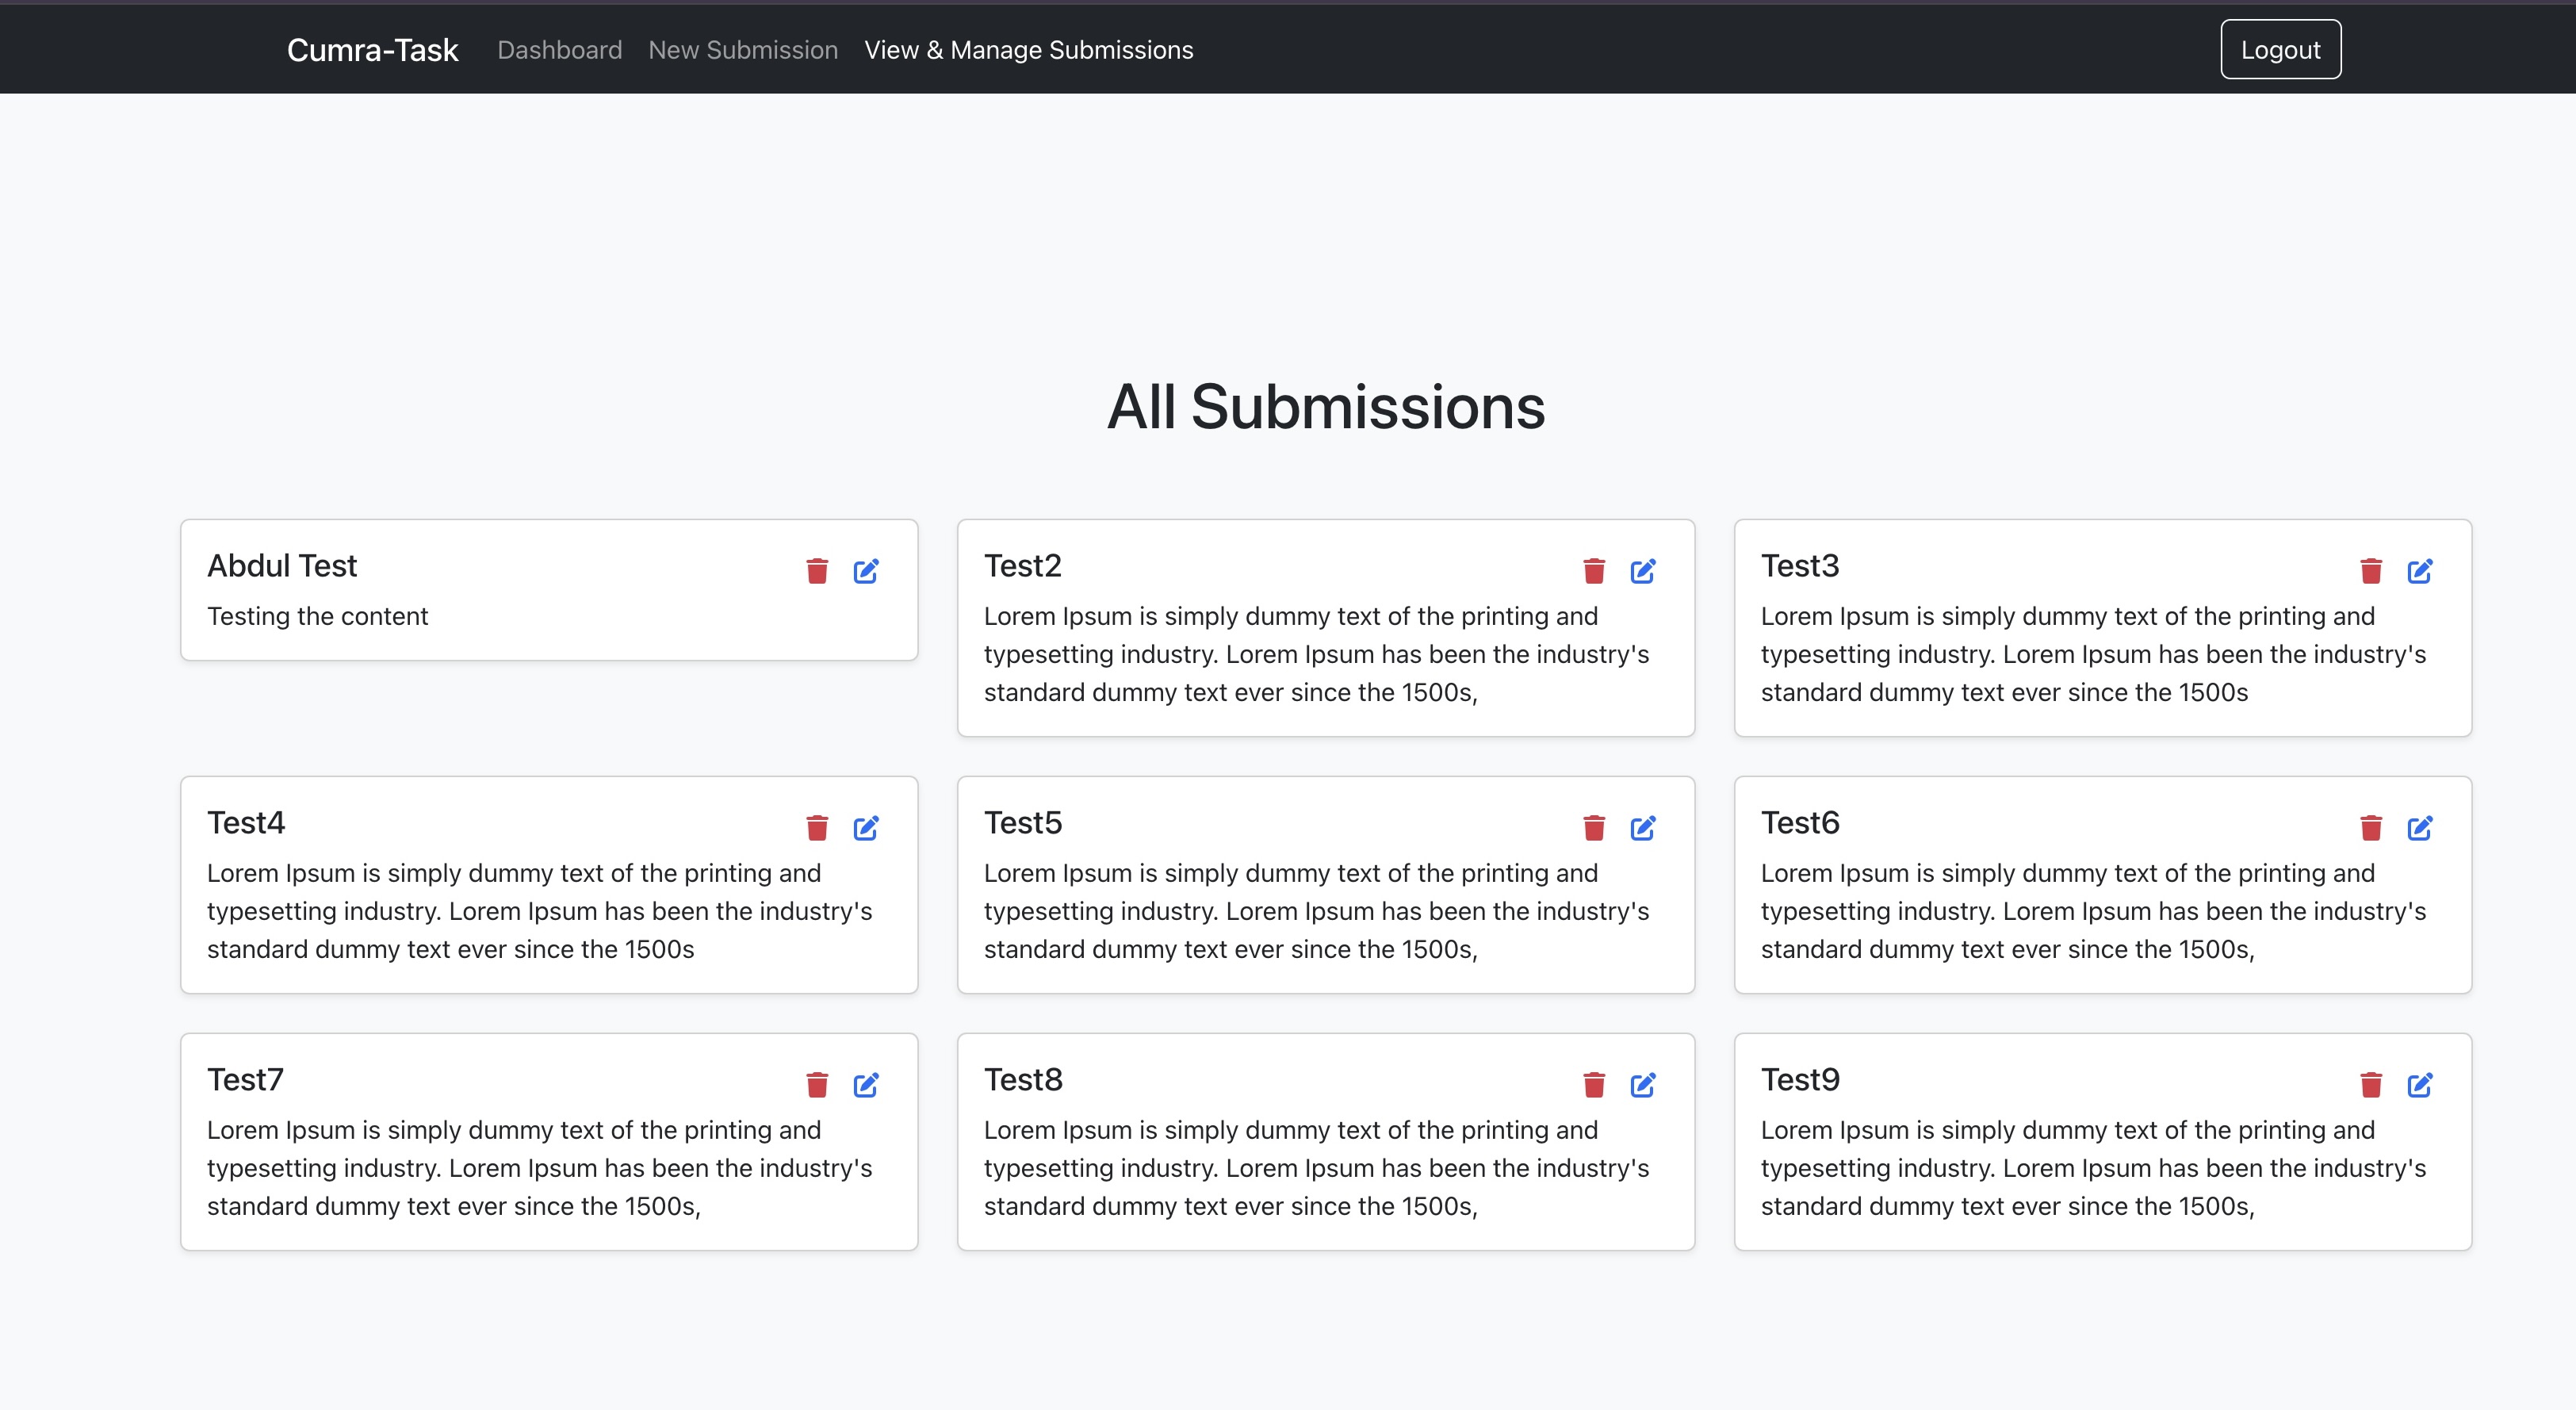 Cumra-Task Dashboard New Submission View & Manage Submissions Logout
All Submissions
Abdul Test
Testing the content
Test2
Lorem Ipsum is simply dummy text of the printing and
typesetting industry. Lorem Ipsum has been the industry's
standard dummy text ever since the 1500s,
Test3
Lorem Ipsum is simply dummy text of the printing and
typesetting industry. Lorem Ipsum has been the industry's
standard dummy text ever since the 1500s
Test4
Lorem Ipsum is simply dummy text of the printing and
typesetting industry. Lorem Ipsum has been the industry's
standard dummy text ever since the 1500s
Test5
Lorem Ipsum is simply dummy text of the printing and
typesetting industry. Lorem Ipsum has been the industry's
standard dummy text ever since the 1500s,
Test6
Lorem Ipsum is simply dummy text of the printing and
typesetting industry. Lorem Ipsum has been the industry's
standard dummy text ever since the 1500s,
Test7
Lorem Ipsum is simply dummy text of the printing and
typesetting industry. Lorem Ipsum has been the industry's
standard dummy text ever since the 1500s,
Test8
Lorem Ipsum is simply dummy text of the printing and
typesetting industry. Lorem Ipsum has been the industry's
standard dummy text ever since the 1500s,
Test9
Lorem Ipsum is simply dummy text of the printing and
typesetting industry. Lorem Ipsum has been the industry's
standard dummy text ever since the 1500s,